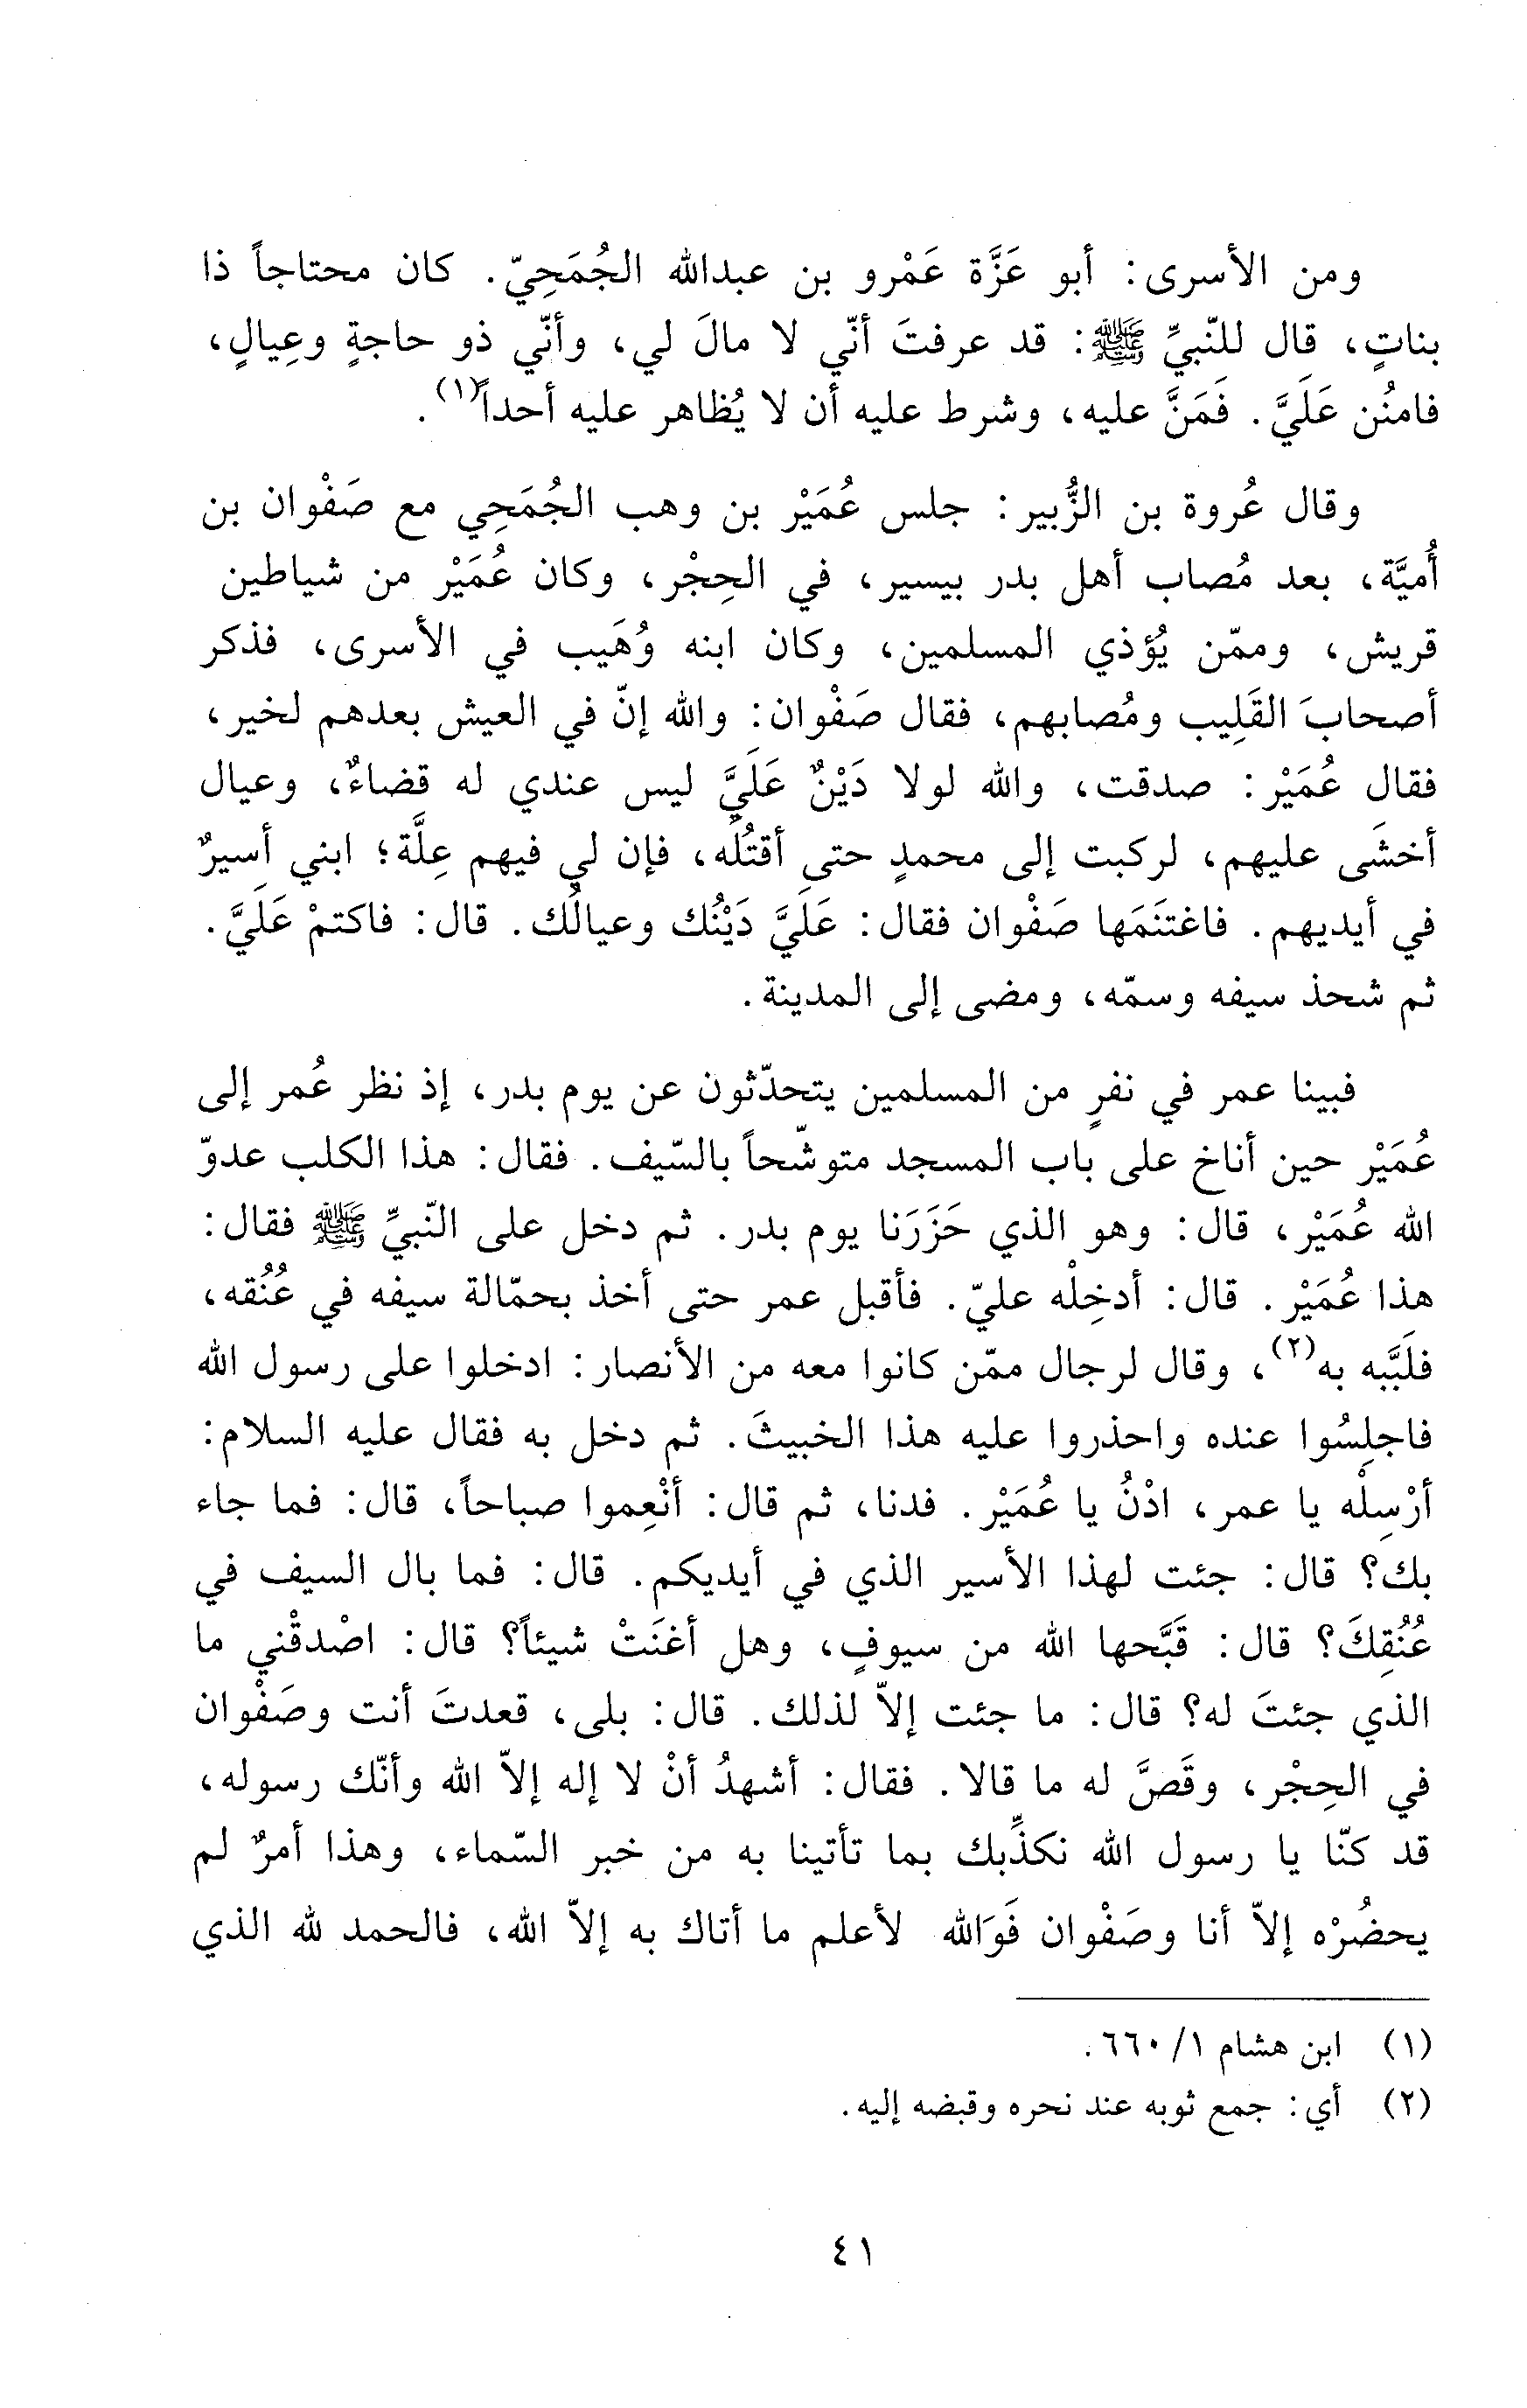 ومن الأسرى: أبو عَزَّة عَمْرو بن عبدالله الجُمَحِيّ. كان محتاجاً ذا
بناتٍ، قال للنّبيِّ ﷺ: قد عرفتَ أنّي لا مالَ لي، وأنّي ذو حاجةٍ وعِيالٍ،
فامنُن عَلَيَّ. فَمَنَّ عليه، وشرط عليه أن لا يُظاهر عليه أحداً(١).
وقال عُروة بن الزُّبير: جلس عُمَيْر بن وهب الجُمَحِي مع صَفْوان بن
أُميَّة، بعد مُصاب أهل بدر بيسير، في الحِجْر، وكان عُمَيْر من شياطين
قريش، وممّن يُؤذي المسلمين، وكان ابنه وُهَيب في الأسرى، فذكر
أصحابَ القَلِيب ومُصابهم، فقال صَفْوان: والله إنّ في العيش بعدهم لخير،
فقال عُمَيْر: صدقت، والله لولا دَيْنٌ عَلَيَّ ليس عندي له قضاءٌ، وعيال
أخشَى عليهم، لركبت إلى محمدٍ حتى أقتُلَه، فإن لي فيهم عِلَّة؛ ابني أسيرٌ
في أيديهم. فاغتنَمَها صَفْوان فقال: عَلَيَّ دَيْنُك وعيالُك. قال: فاكتمْ عَلَيَّ.
ثم شحذ سيفه وسمّه، ومضى إلى المدينة.
فبينا عمر في نفرٍ من المسلمين يتحدّثون عن يوم بدر، إذ نظر عُمر إلى
عُمَيْر حين أناخ على باب المسجد متوشّحاً بالسّيف. فقال: هذا الكلب عدوّ
الله عُمَيْر، قال: وهو الذي حَزَرَنا يوم بدر. ثم دخل على النّبيِّ ﷺ فقال:
هذا عُمَيْر. قال: أدخِلْه عليّ. فأقبل عمر حتى أخذ بحمّالة سيفه في عُنُقه،
فلَبَّبه به(٢)، وقال لرجال ممّن كانوا معه من الأنصار: ادخلوا على رسول الله
فاجلِسُوا عنده واحذروا عليه هذا الخبيثَ. ثم دخل به فقال عليه السلام:
أرْسِلْه يا عمر، ادْنُ يا عُمَيْر. فدنا، ثم قال: أنْعِموا صباحاً، قال: فما جاء
بك؟ قال: جئت لهذا الأسير الذي في أيديكم. قال: فما بال السيف في
عُنُقِكَ؟ قال: قَبَّحها الله من سيوفٍ، وهل أغنَتْ شيئاً؟ قال: اصْدقْني ما
الذي جئتَ له؟ قال: ما جئت إلاّ لذلك. قال: بلى، قعدتَ أنت وصَفْوان
في الحِجْر، وقَصَّ له ما قالا. فقال: أشهدُ أنْ لا إله إلاّ الله وأنّك رسوله،
قد كنّا يا رسول الله نكذِّبك بما تأتينا به من خبر السّماء، وهذا أمرٌ لم
يحضُرْه إلاّ أنا وصَفْوان فَوَالله لأعلم ما أتاك به إلاّ الله، فالحمد لله الذي
(١) ابن هشام ١/ ٦٦٠.
(٢) أي: جمع ثوبه عند نحره وقبضه إليه.
٤١